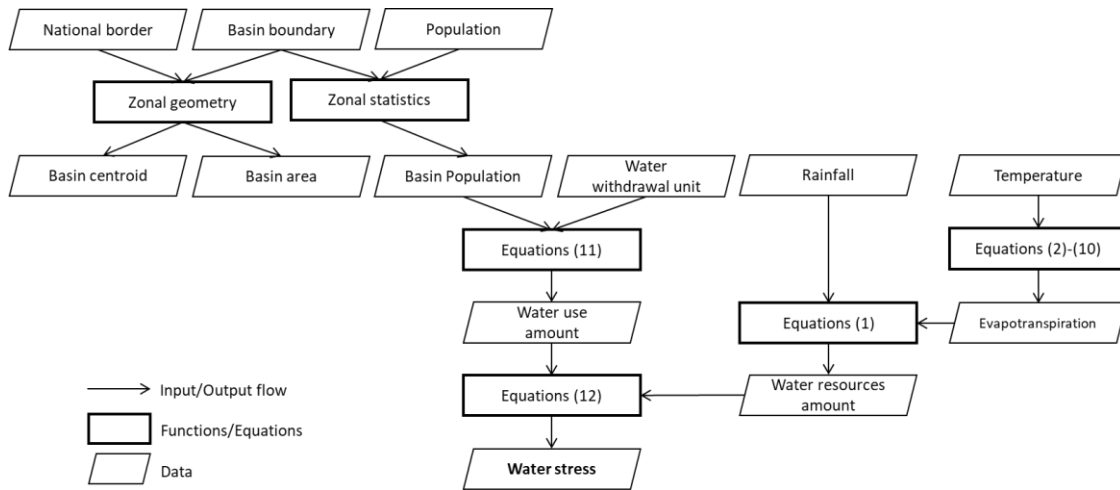 National border
Basin boundary
Population
Zonal geometry
Zonal statistics
Basin centroid
Basin area
Basin Population
Water
withdrawal unit
Rainfall
Temperature
Equations (11)
Equations (2)-(10)
Water use
amount
Equations (1)
Evapotranspiration
Input/Output flow
Equations (12)
Water resources
amount
Functions/Equations
Data
Water stress